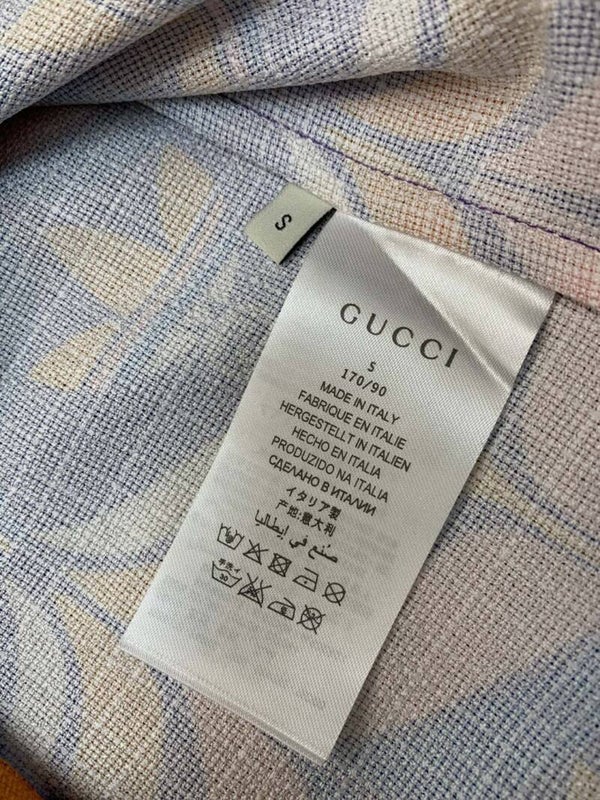 S
GUCCI
S
170/90
MADE IN ITALY
FABRIQUE EN ITALIE
HERGESTELLT IN ITALIEN
HECHO EN ITALIA
PRODUZIDO NA ITALIA
СДЕЛАНО В ИТАЛИИ
イタリア製
产地:意大利
صنع في إيطاليا